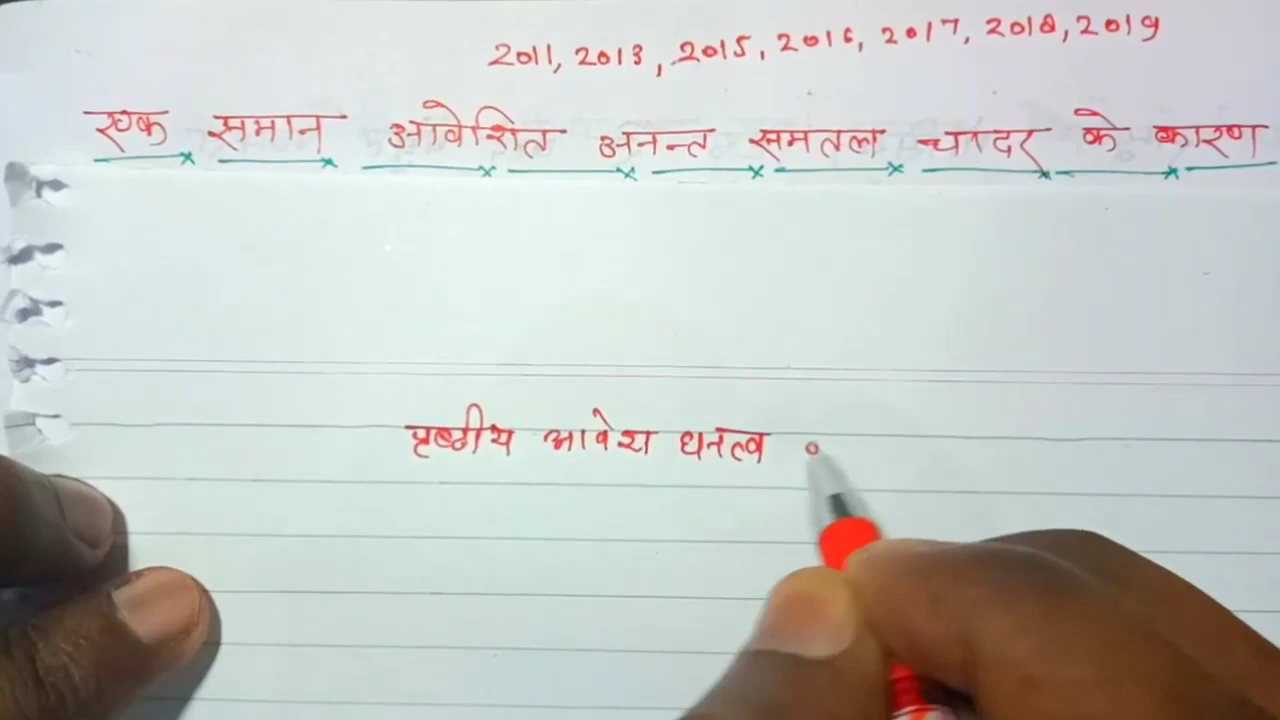 2011, 2013, 2015, 2016, 2017, 2018, 2019
एक समान आवेशित अनन्त समतल चादर के कारण
पृष्ठीय आवेश घनत्व